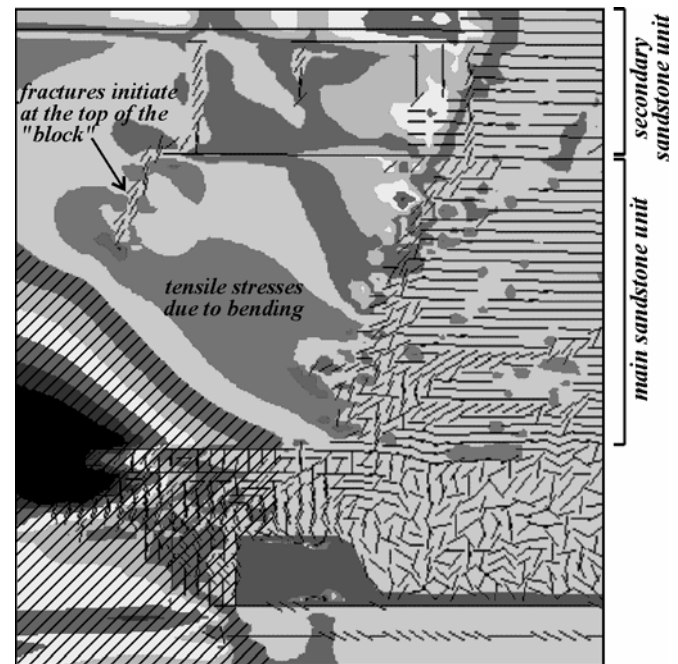 fractures initiate
at the top of the
"block"
tensile stresses
due to bending
secondary
sandstone unit
main sandstone unit